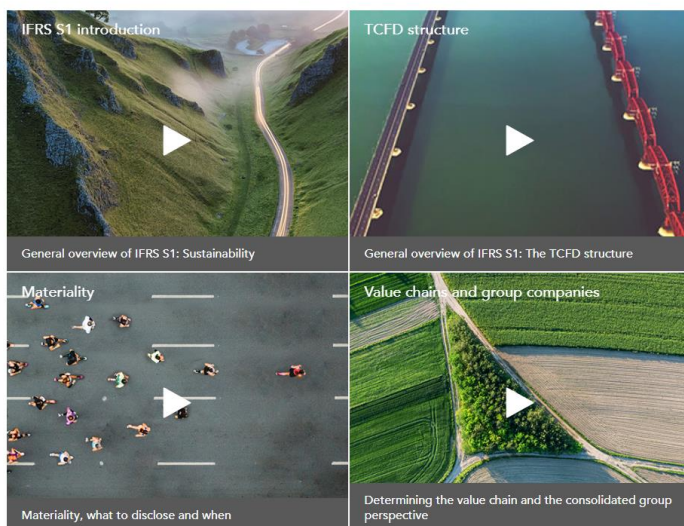 IFRS S1 introduction
TCFD structure
General overview of IFRS S1: Sustainability
General overview of IFRS S1: The TCFD structure
Materiality
Value chains and group companies
Materiality, what to disclose and when
Determining the value chain and the consolidated group
perspective